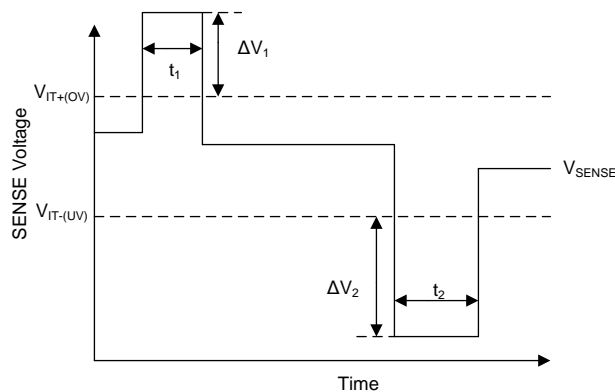 ΔV1
t1
VIT+(OV)
SENSE Voltage
VSENSE
VIT-(UV)
ΔV2
t2
Time